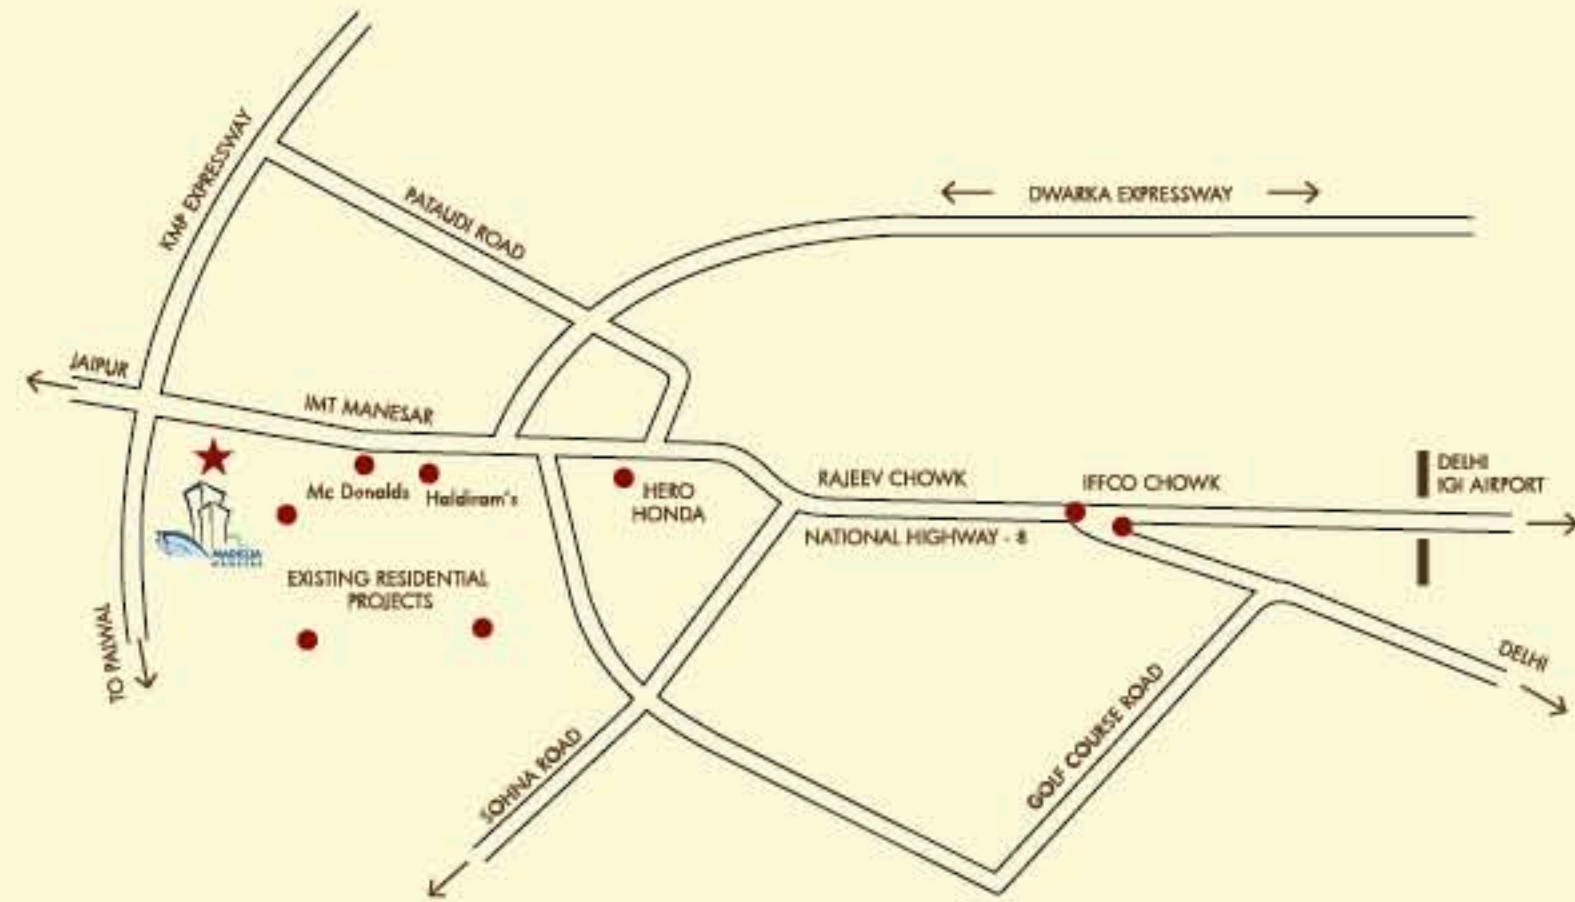 KMP EXPRESSWAY
PATAUDI ROAD
DWARKA EXPRESSWAY
JAIPUR
IMT MANESAR
Mc Donalds
Haldiram's
HERO
HONDA
RAJEEV CHOWK
IFFCO CHOWK
DELHI
IGI AIRPORT
NATIONAL HIGHWAY - 8
EXISTING RESIDENTIAL
PROJECTS
TO PALWAL
DELHI
GOLF COURSE ROAD
SOHNA ROAD